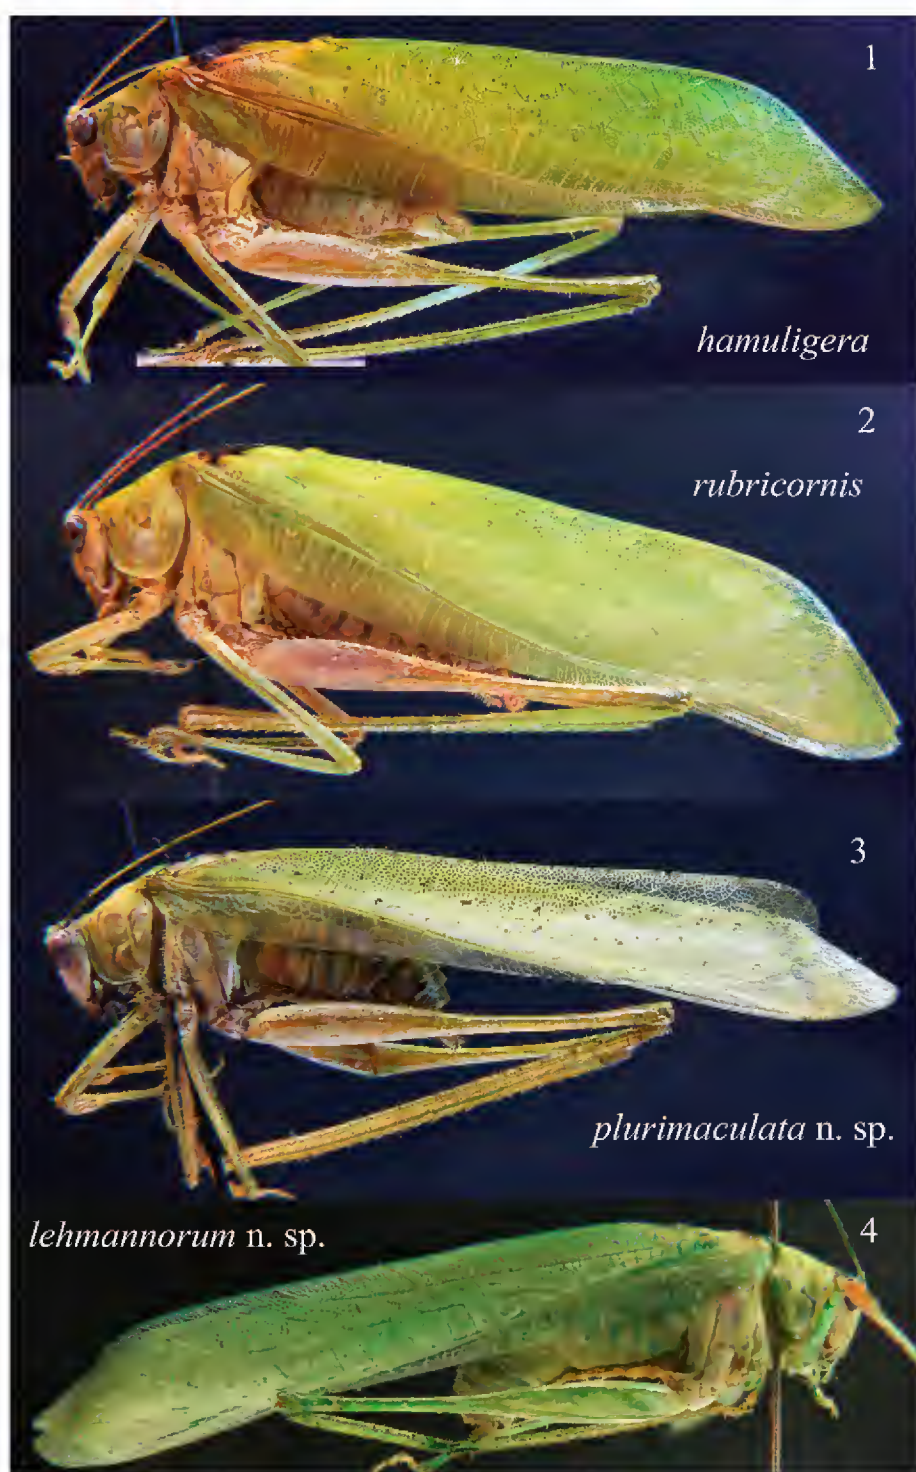 1
hamuligera
2
rubricornis
3
plurimaculata n. sp.
lehmannorum n. sp.
4